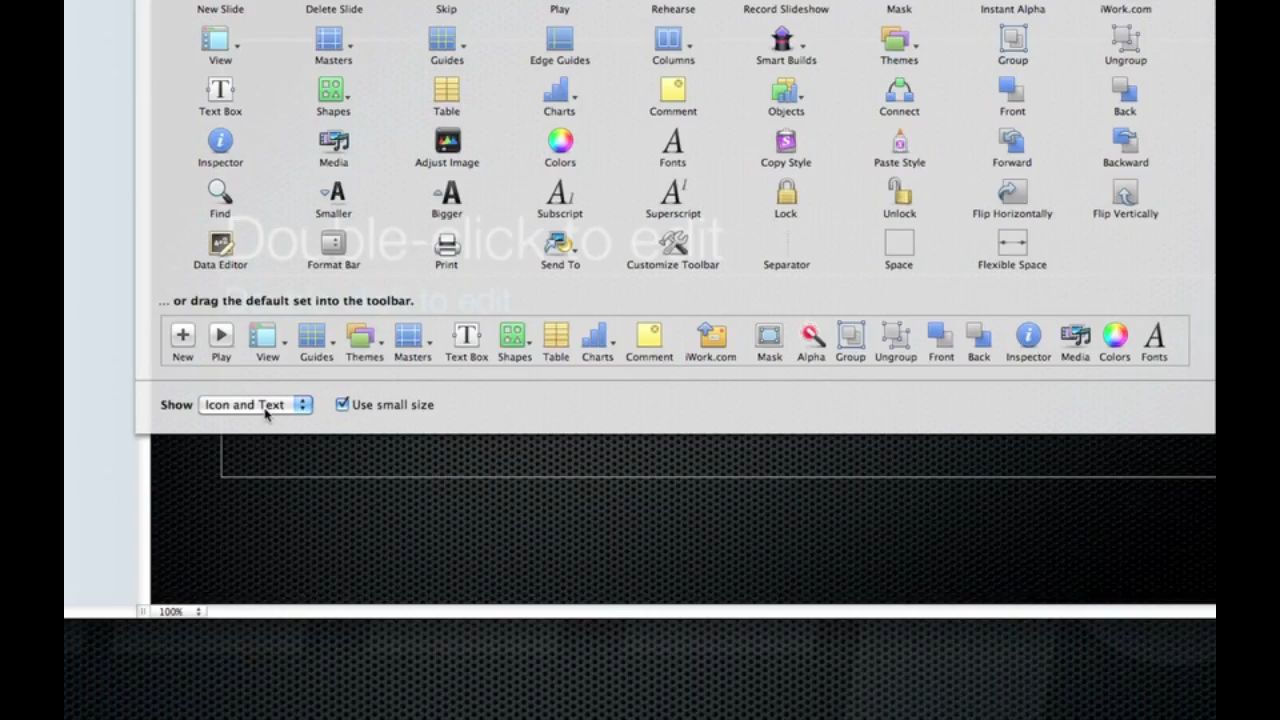 New Slide Delete Slide Skip Play Rehearse Record Slideshow Mask Instant Alpha iWork.com
View Masters Guides Edge Guides Columns Smart Builds Themes Group Ungroup
Text Box Shapes Table Charts Comment Objects Connect Front Back
Inspector Media Adjust Image Colors Fonts Copy Style Paste Style Forward Backward
Find Smaller Bigger Subscript Superscript Lock Unlock Flip Horizontally Flip Vertically
Double-click to edit
Data Editor Format Bar Print Send To Customize Toolbar Separator Space Flexible Space
... or drag the default set into the toolbar.
New Play View Guides Themes Masters Text Box Shapes Table Charts Comment iWork.com Mask Alpha Group Ungroup Front Back Inspector Media Colors Fonts
Show Icon and Text Use small size
100%